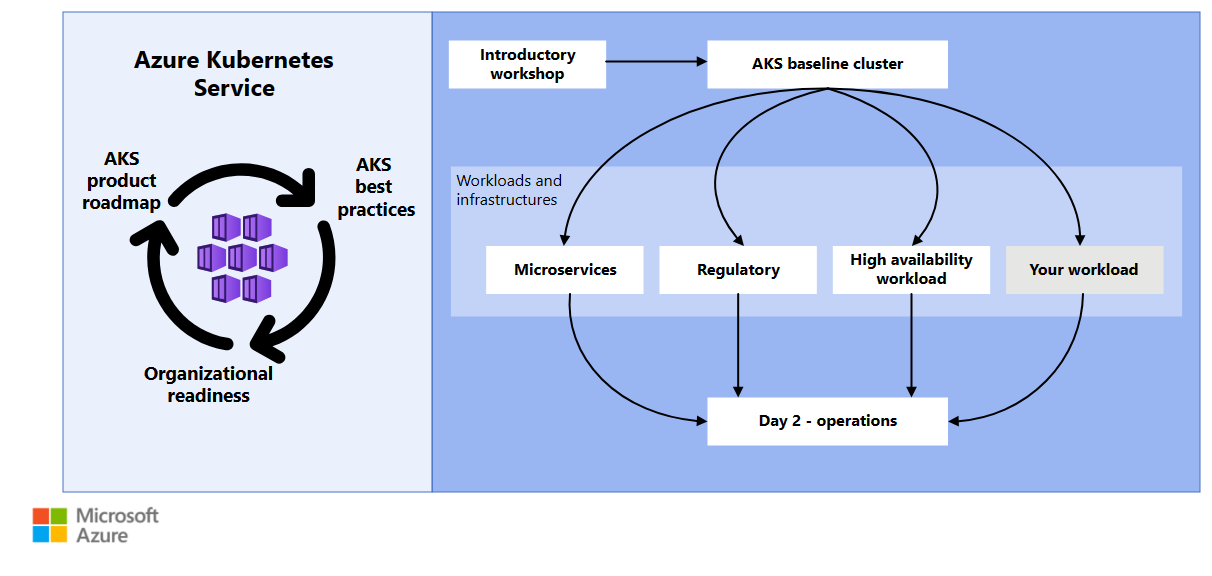 Azure Kubernetes
Service
AKS
product
roadmap
AKS
best
practices
Organizational
readiness
Introductory
workshop
AKS baseline cluster
Workloads and
infrastructures
Microservices
Regulatory
High availability
workload
Your workload
Day 2 - operations
Microsoft
Azure